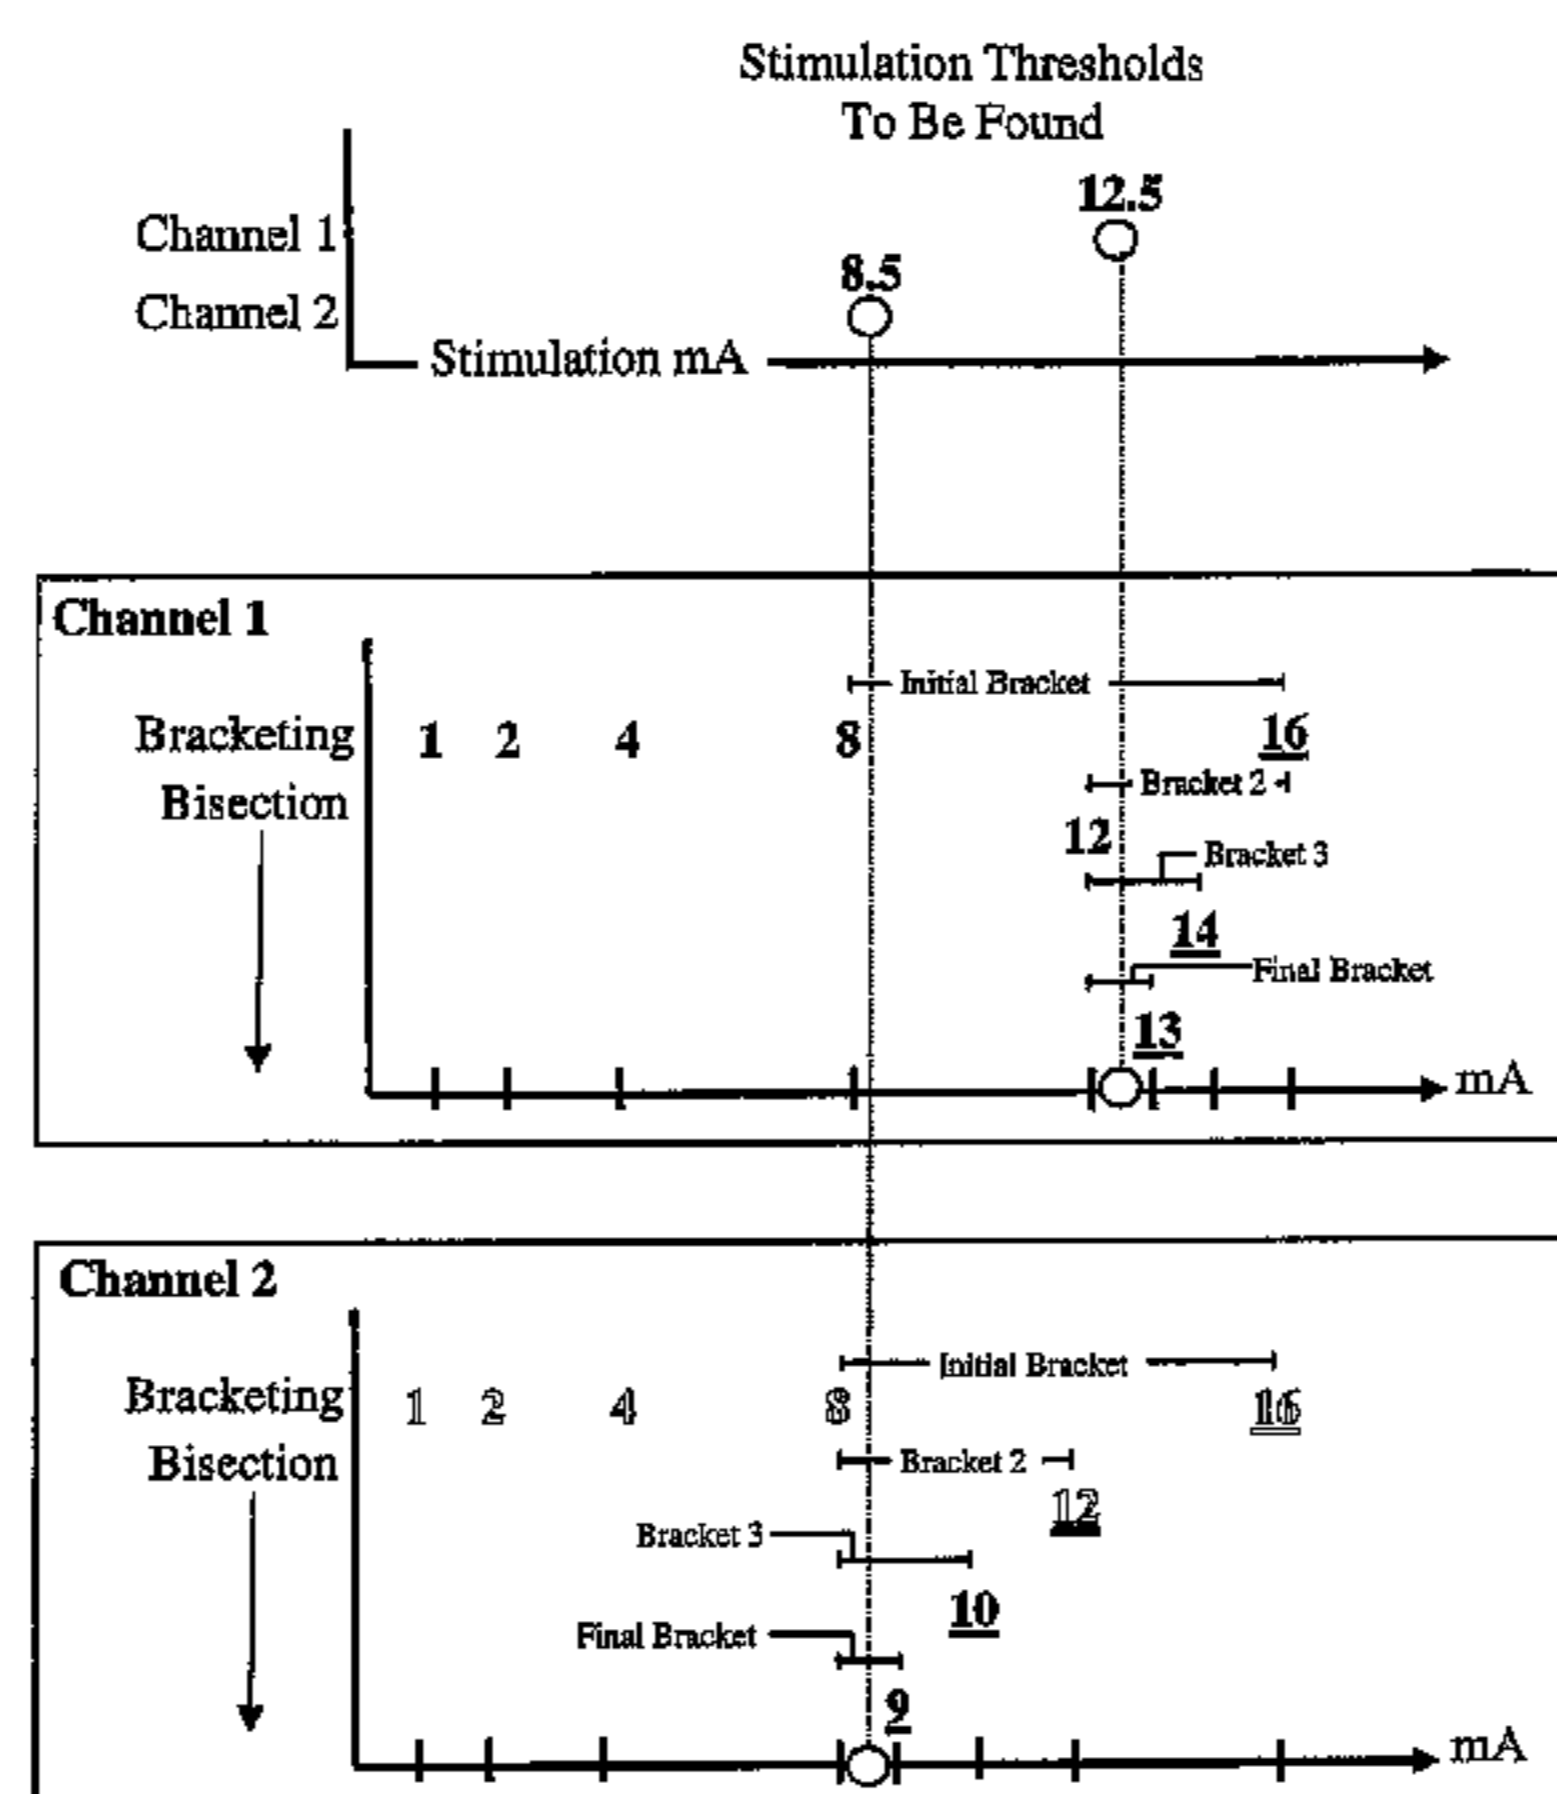 Stimulation Thresholds
To Be Found
12.5
Channel 1
8.5
Channel 2
Stimulation mA
Channel 1
Initial Bracket
Bracketing
Bisection
1 2 4 8 16
Bracket 2
12
Bracket 3
14
Final Bracket
13
mA
Channel 2
Initial Bracket
Bracketing
Bisection
1 2 4 8 16
Bracket 2
12
Bracket 3
10
Final Bracket
9
mA